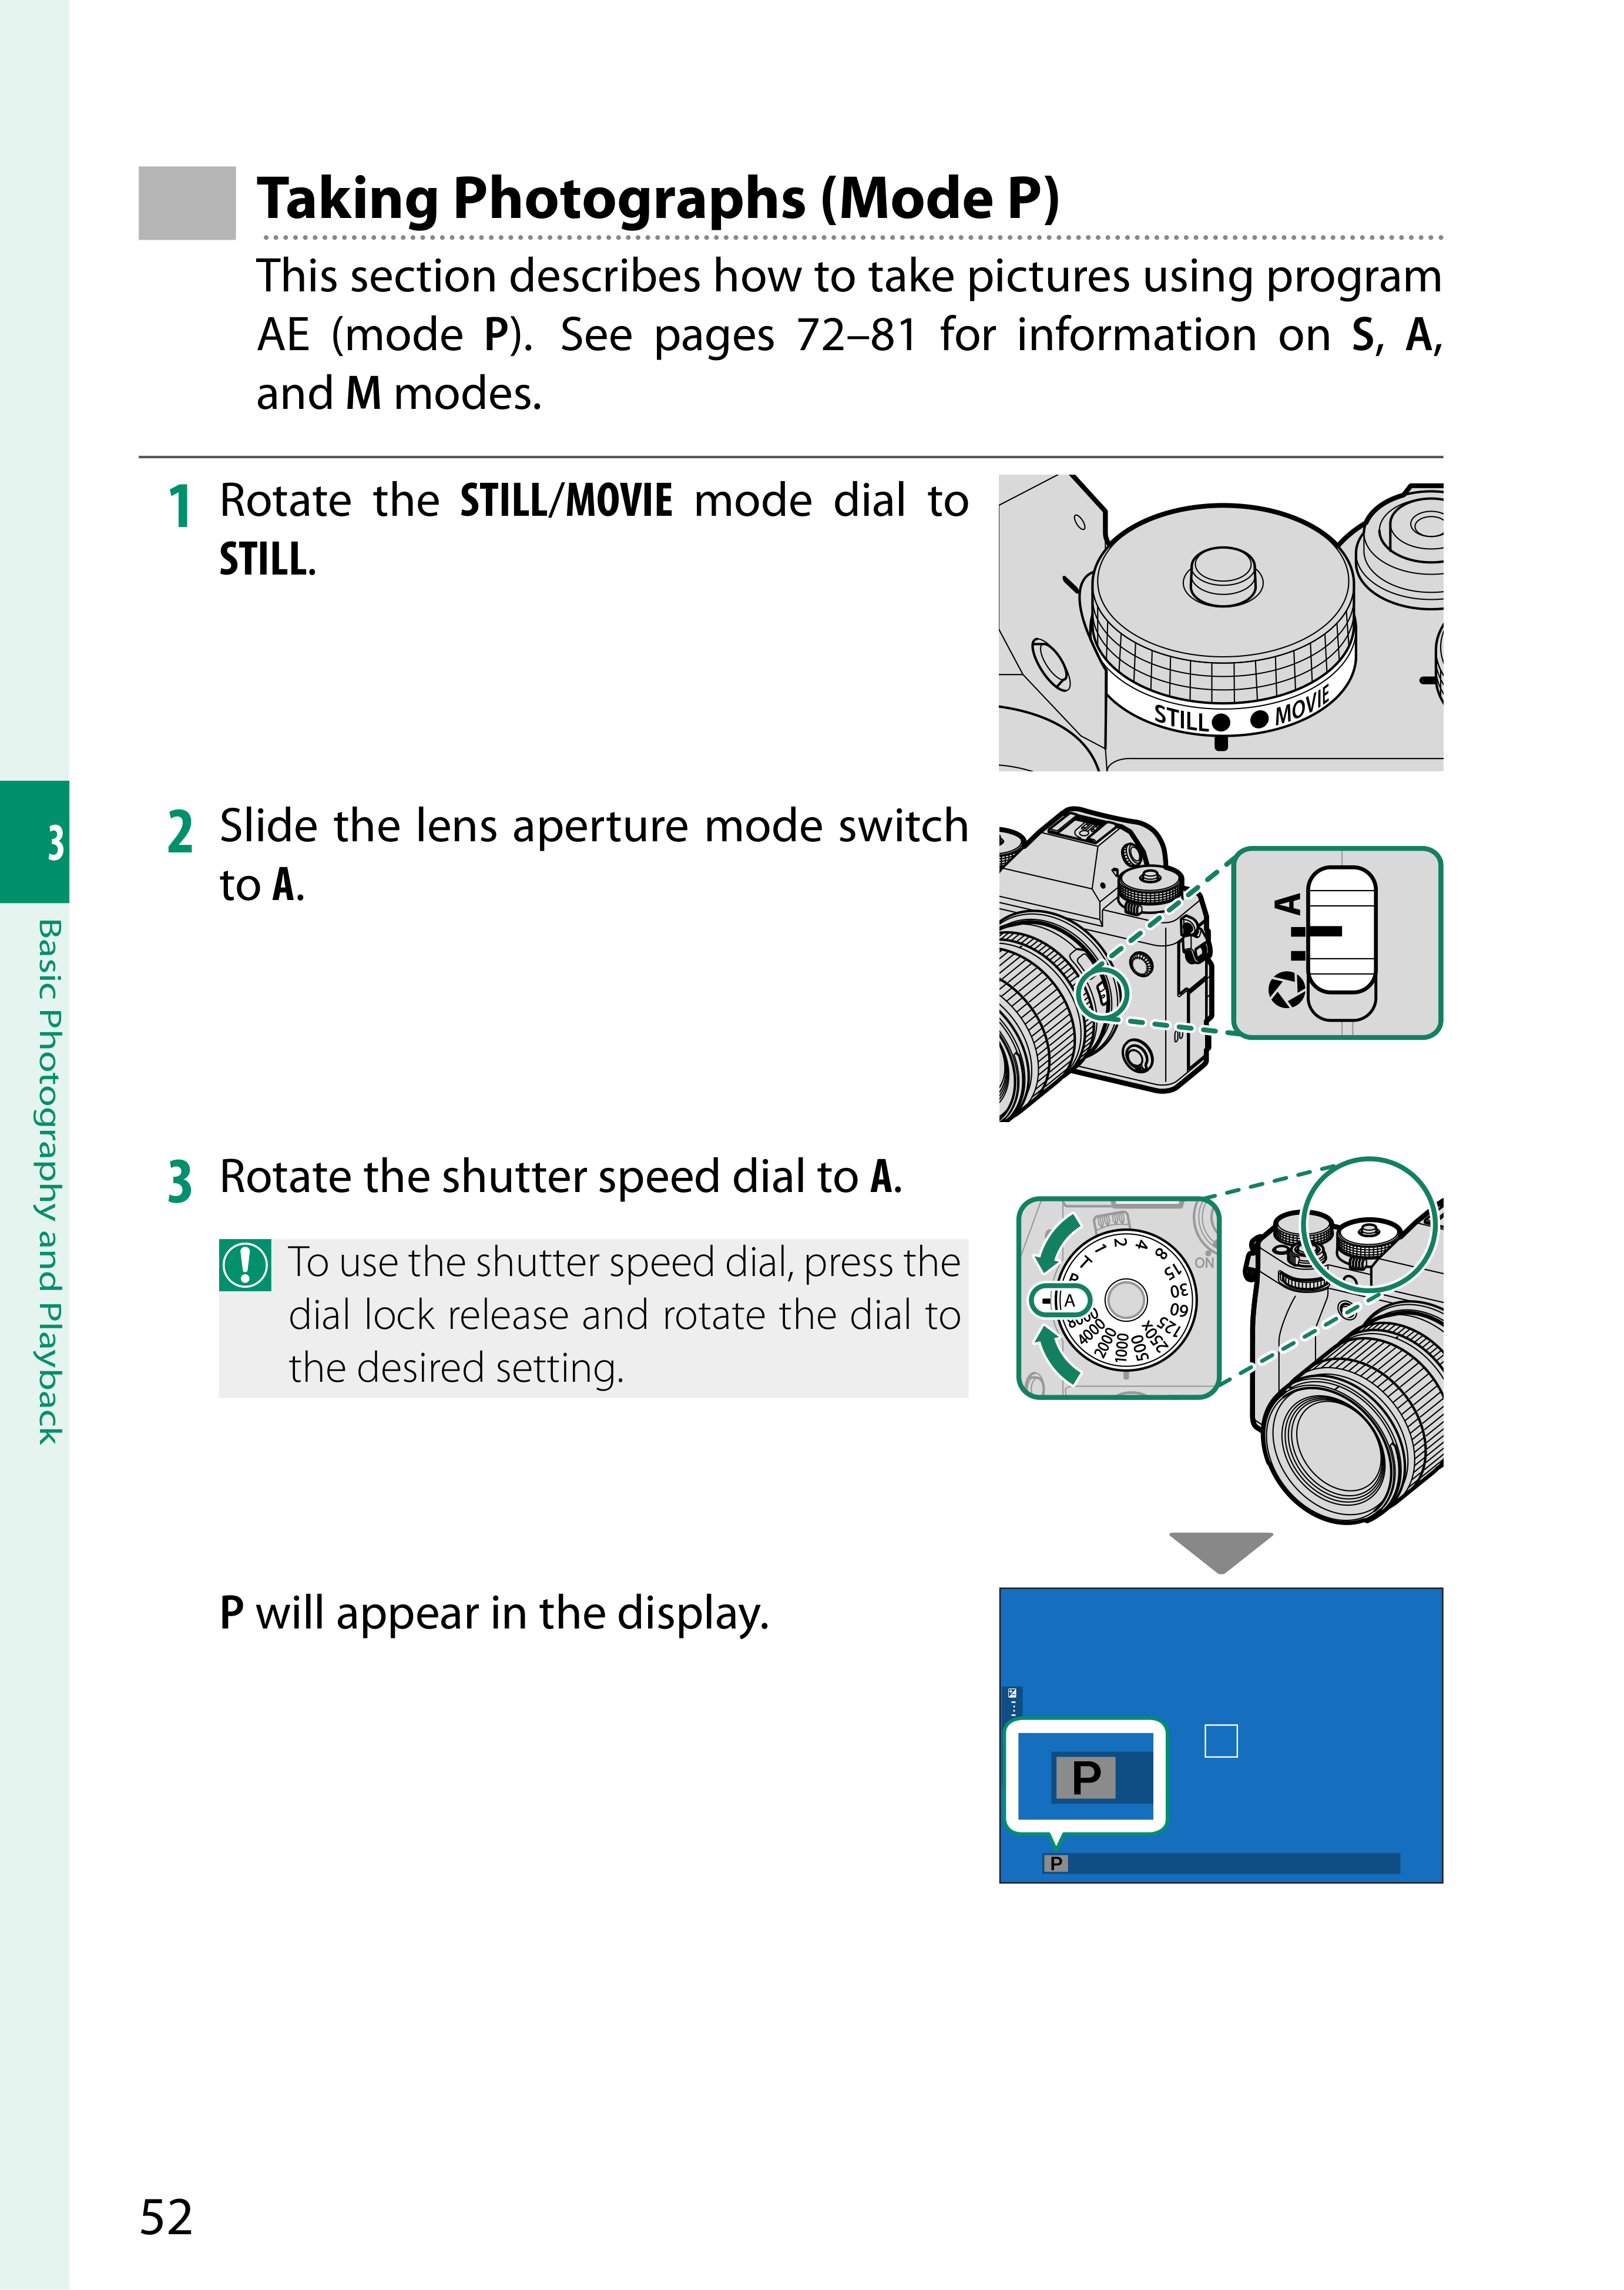 Taking Photographs (Mode P)
This section describes how to take pictures using program
AE (mode P). See pages 72–81 for information on S, A,
and M modes.
1 Rotate the STILL/MOVIE mode dial to
STILL.
STILL MOVIE
2 Slide the lens aperture mode switch
to A.
A
3 Rotate the shutter speed dial to A.
To use the shutter speed dial, press the
dial lock release and rotate the dial to
the desired setting.
A
T
1
2
4
8
15
30
60
125
250X
500
1000
2000
4000
8000
ON
P will appear in the display.
P
P
3
Basic Photography and Playback
52